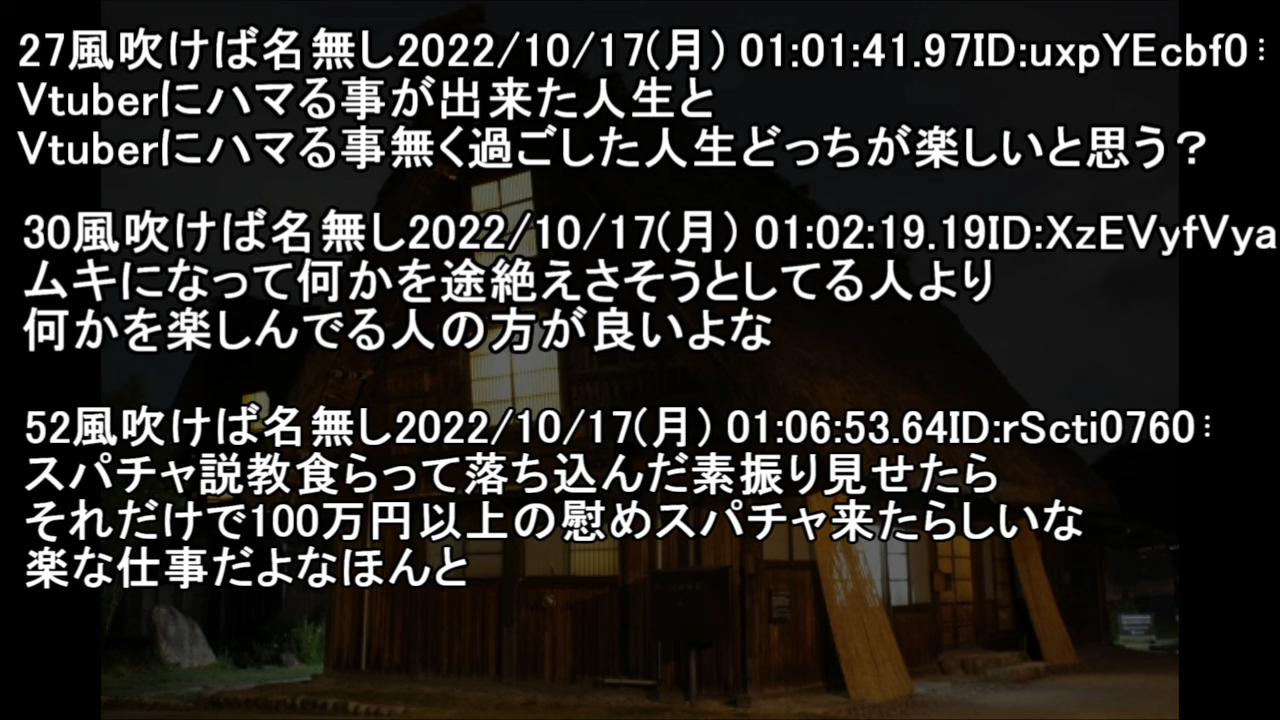 27風吹けば名無し2022/10/17(月) 01:01:41.97ID:uxpYEcbf0⋮
Vtuberにハマる事が出来た人生と
Vtuberにハマる事無く過ごした人生どっちが楽しいと思う？
30風吹けば名無し2022/10/17(月) 01:02:19.19ID:XzEVyfVya
ムキになって何かを途絶えさそうとしてる人より
何かを楽しんでる人の方が良いよな
52風吹けば名無し2022/10/17(月) 01:06:53.64ID:rScti0760⋮
スパチャ説教食らって落ち込んだ素振り見せたら
それだけで100万円以上の慰めスパチャ来たらしいな
楽な仕事だよなほんと